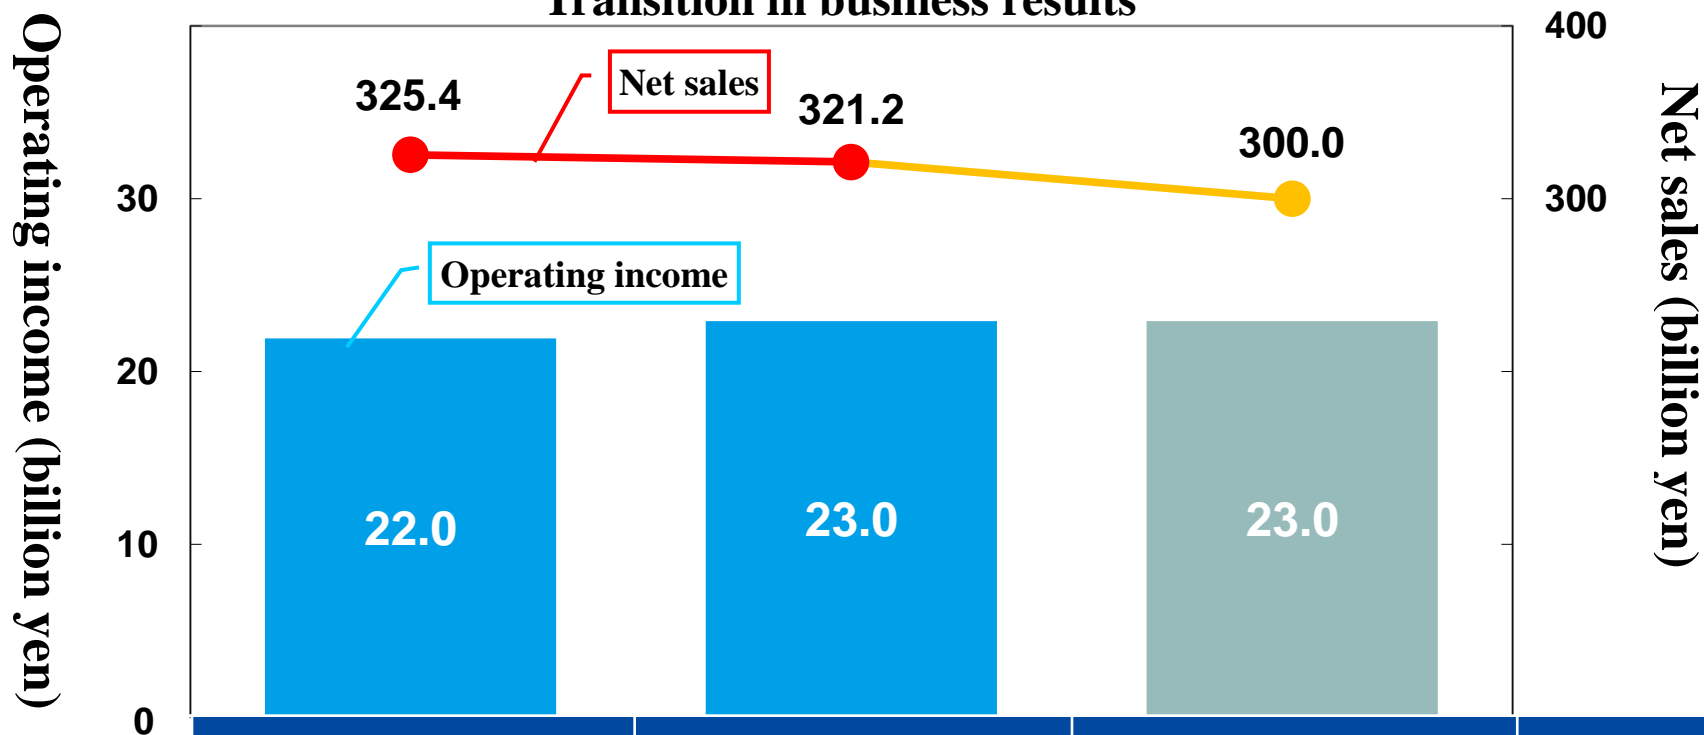 Transition in business results
Operating income (billion yen)
Net sales (billion yen)
400
300
30
20
10
0
325.4
Net sales
321.2
300.0
Operating income
22.0
23.0
23.0